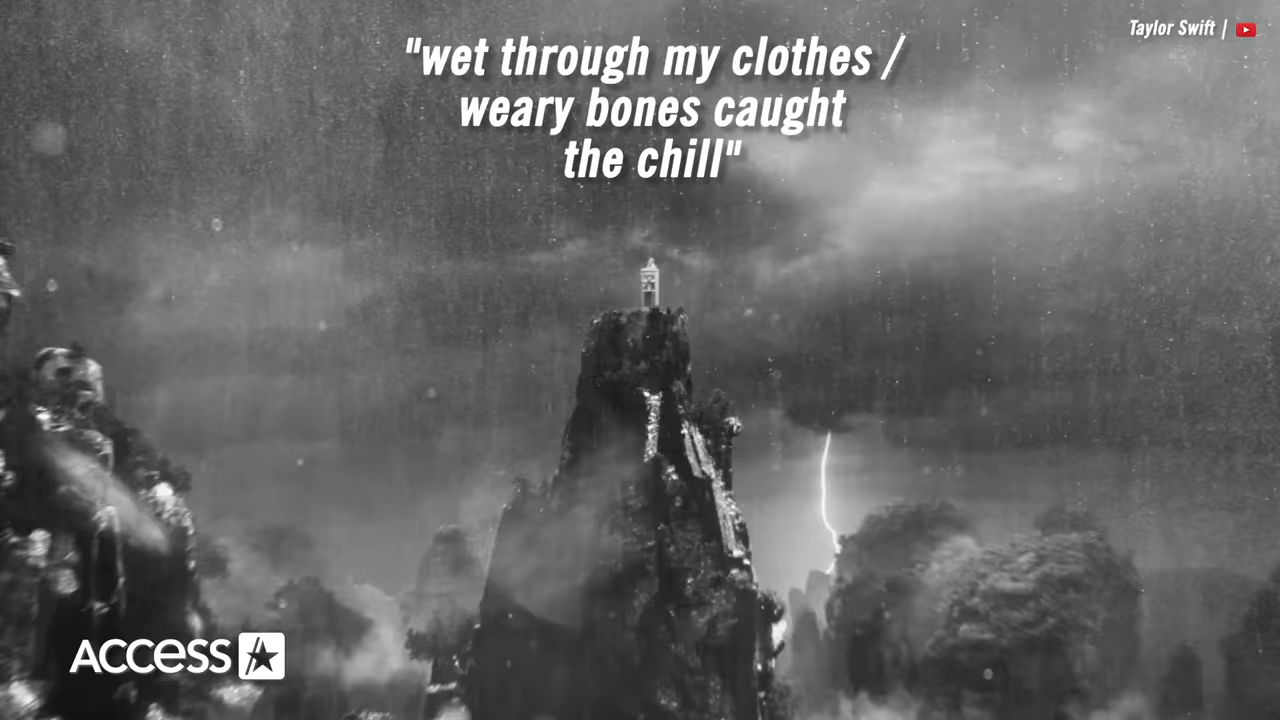 Taylor Swift |
"wet through my clothes /
weary bones caught
the chill"
ACCESS